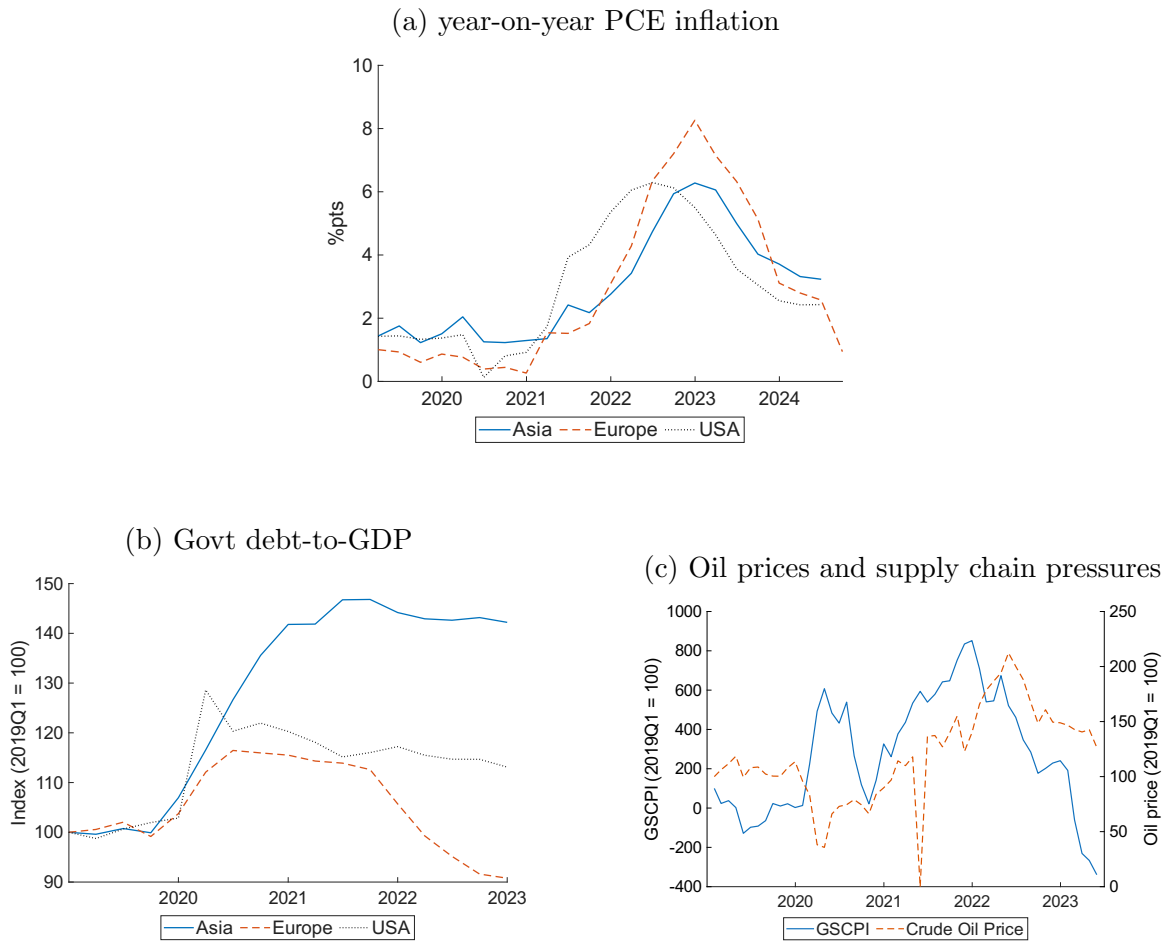 (a) year-on-year PCE inflation
10
8
6
4
2
0
%pts
2020 2021 2022 2023 2024
Asia Europe USA
(b) Govt debt-to-GDP
150
140
130
120
110
100
90
Index (2019Q1 = 100)
2020 2021 2022 2023
Asia Europe USA
(c) Oil prices and supply chain pressures
1000
800
600
400
200
0
-200
-400
GSCPI (2019Q1 = 100)
250
200
150
100
50
0
Oil price (2019Q1 = 100)
2020 2021 2022 2023
GSCPI Crude Oil Price